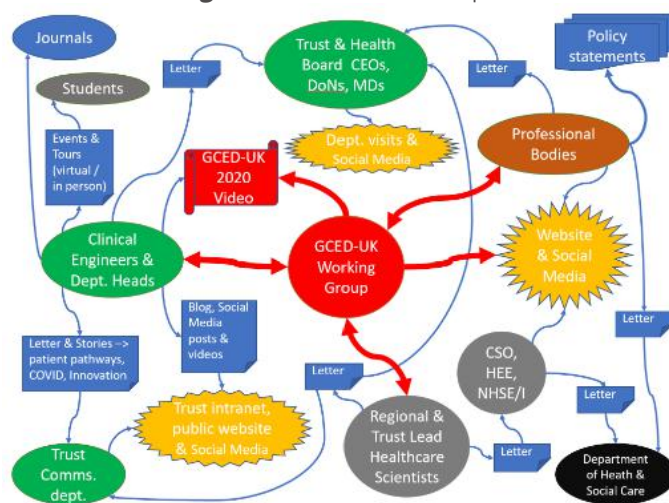 Journals
Students
Events &
Tours
(virtual /
in person)
Letter
Trust & Health
Board CEOs,
DoNs, MDs
Letter
Policy
statements
Dept. visits &
Social Media
GCED-UK
2020
Video
Professional
Bodies
Clinical
Engineers &
Dept. Heads
GCED-UK
Working
Group
Website
& Social
Media
Letter & Stories –>
patient pathways,
COVID, Innovation
Blog, Social
Media
posts &
videos
Letter
CSO,
HEE,
NHSE/I
Letter
Letter
Trust intranet,
public website
& Social Media
Regional &
Trust Lead
Healthcare
Scientists
Letter
Trust
Comms.
dept.
Department
of Heath &
Social Care